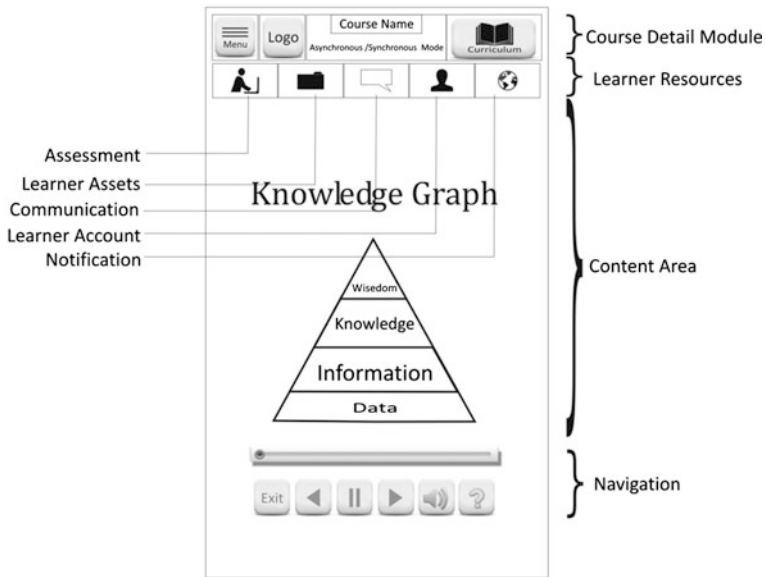 Course Name
Menu
Logo
Asynchronous /Synchronous Mode
Curriculum
Course Detail Module
Learner Resources
Assessment
Learner Assets
Communication
Learner Account
Notification
Knowledge Graph
Content Area
Wisedom
Knowledge
Information
Data
Exit
?
Navigation